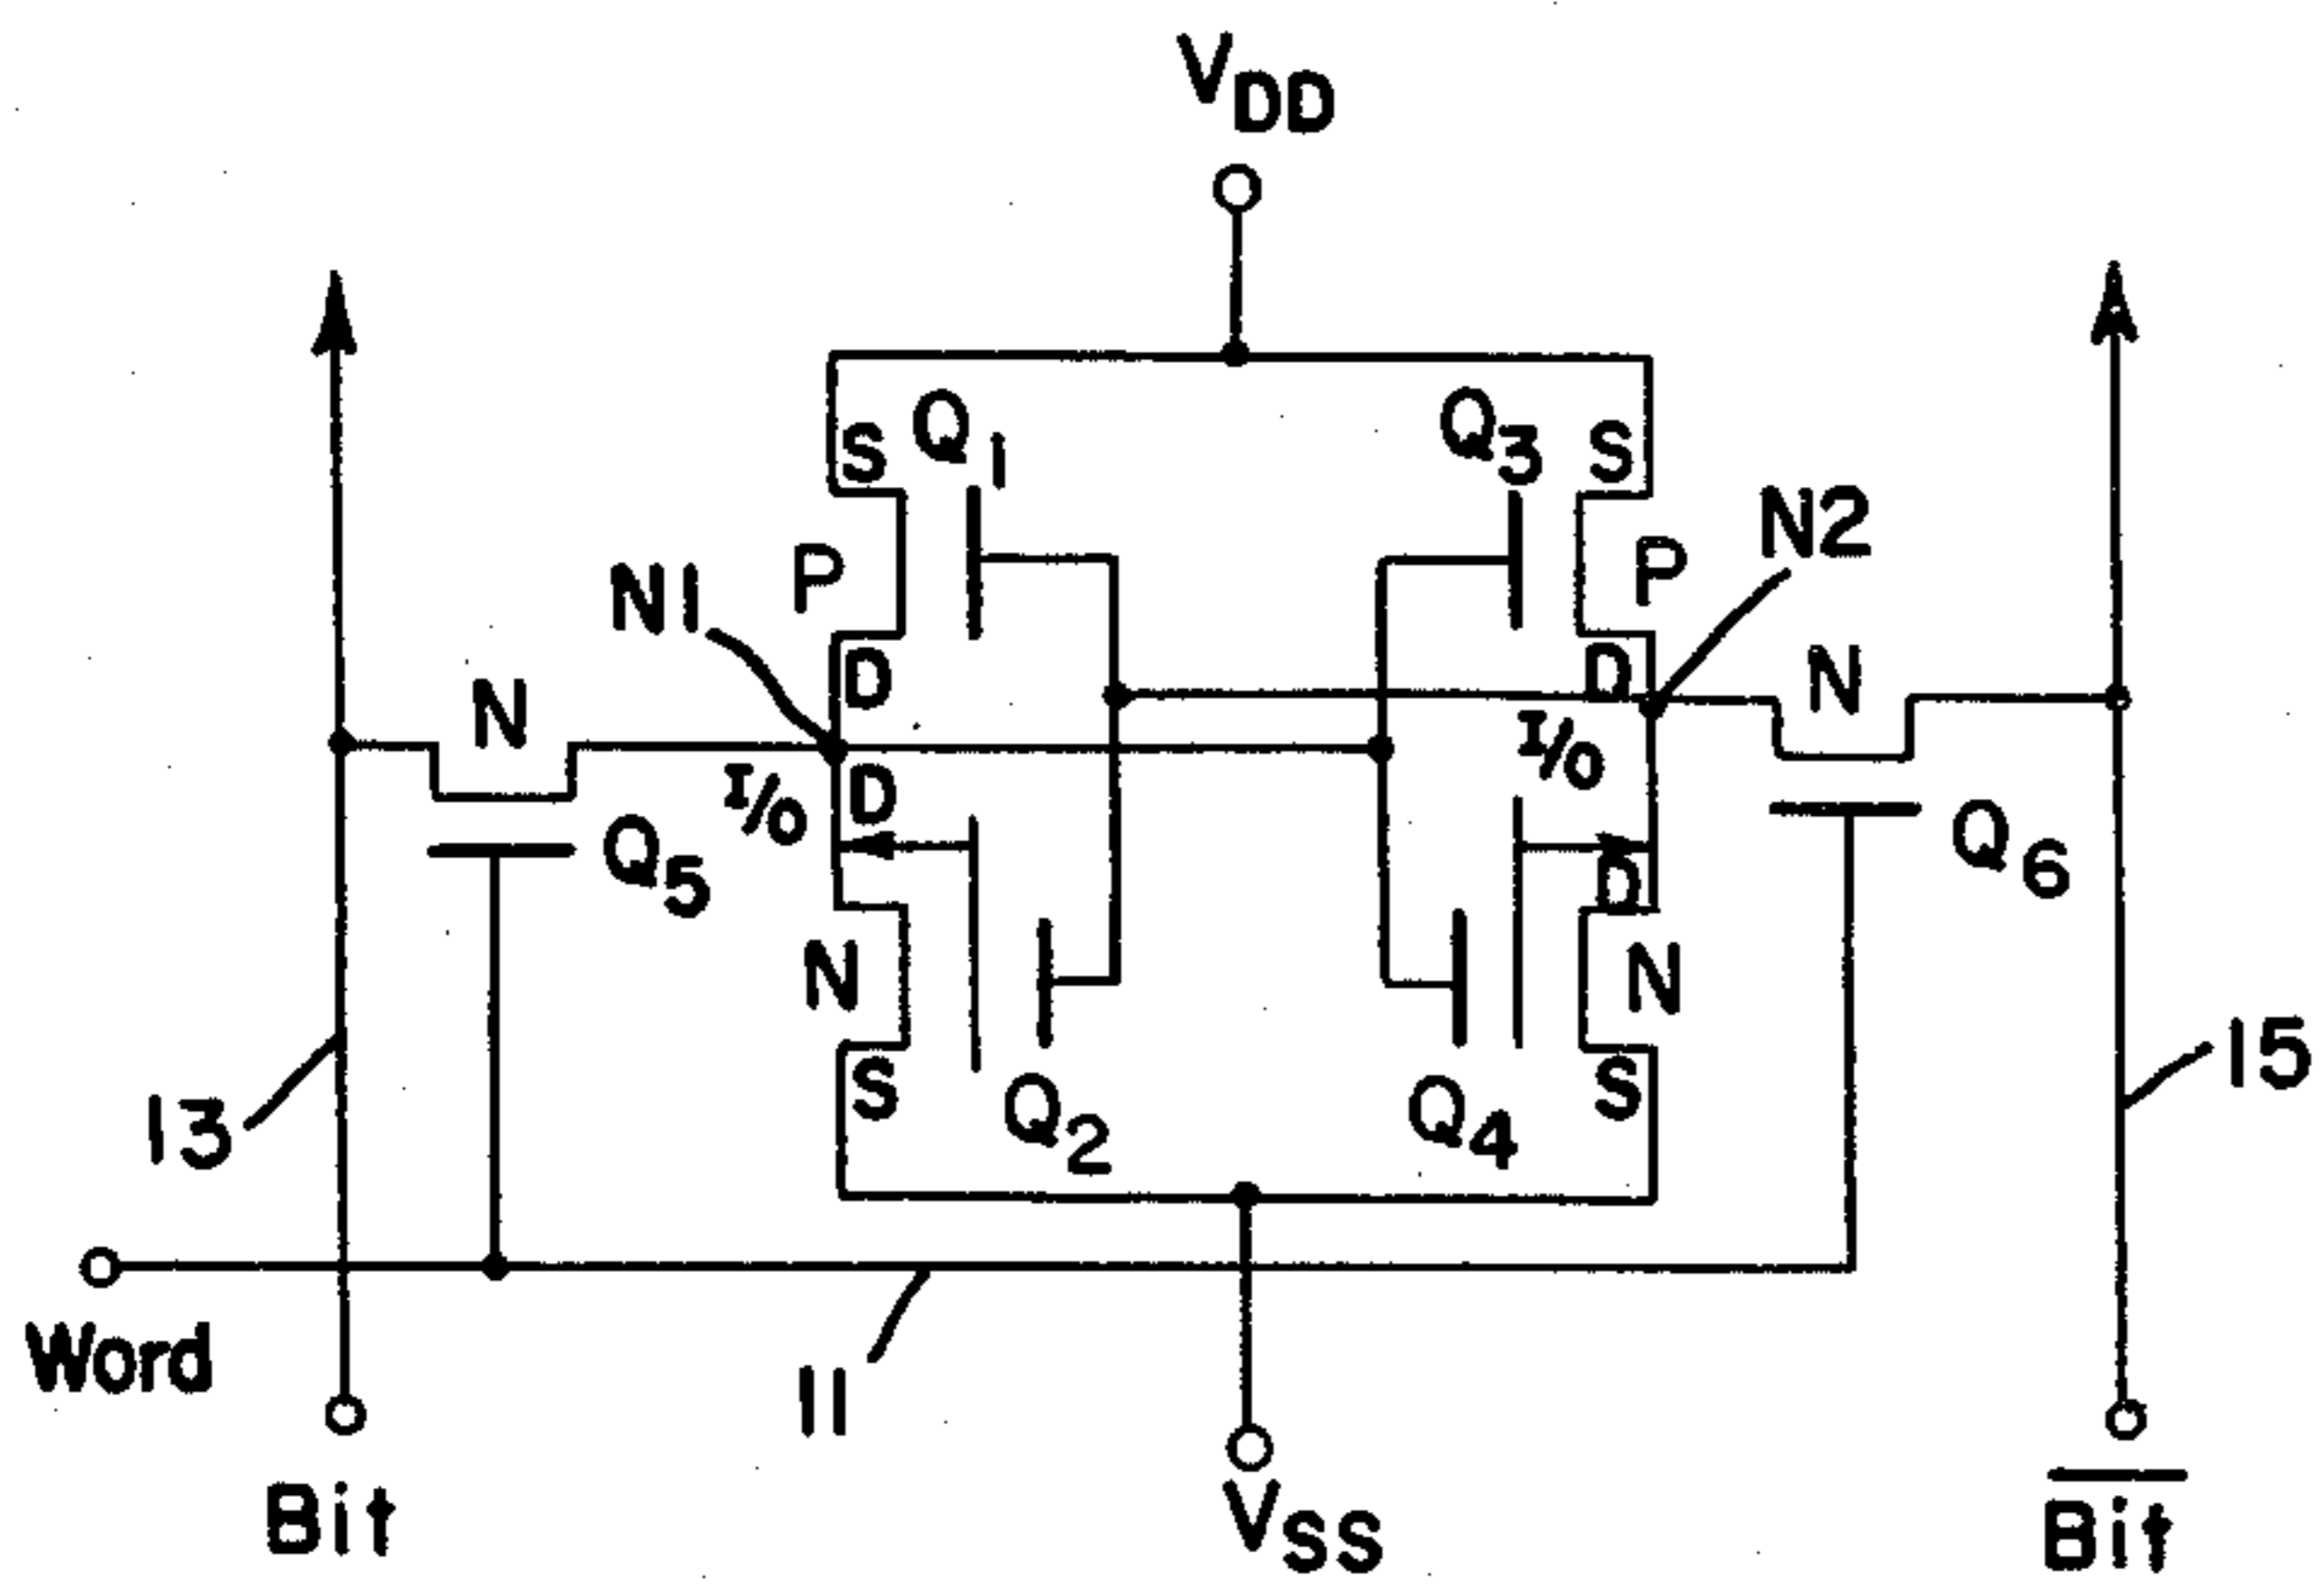 VDD
S Q1 Q3 S
N2
P P
N1
D D N
N
I/O
I/O D
Q5 Q6
D
N N
15
S S
13 Q2 Q4
Word
11
Bit VSS Bit